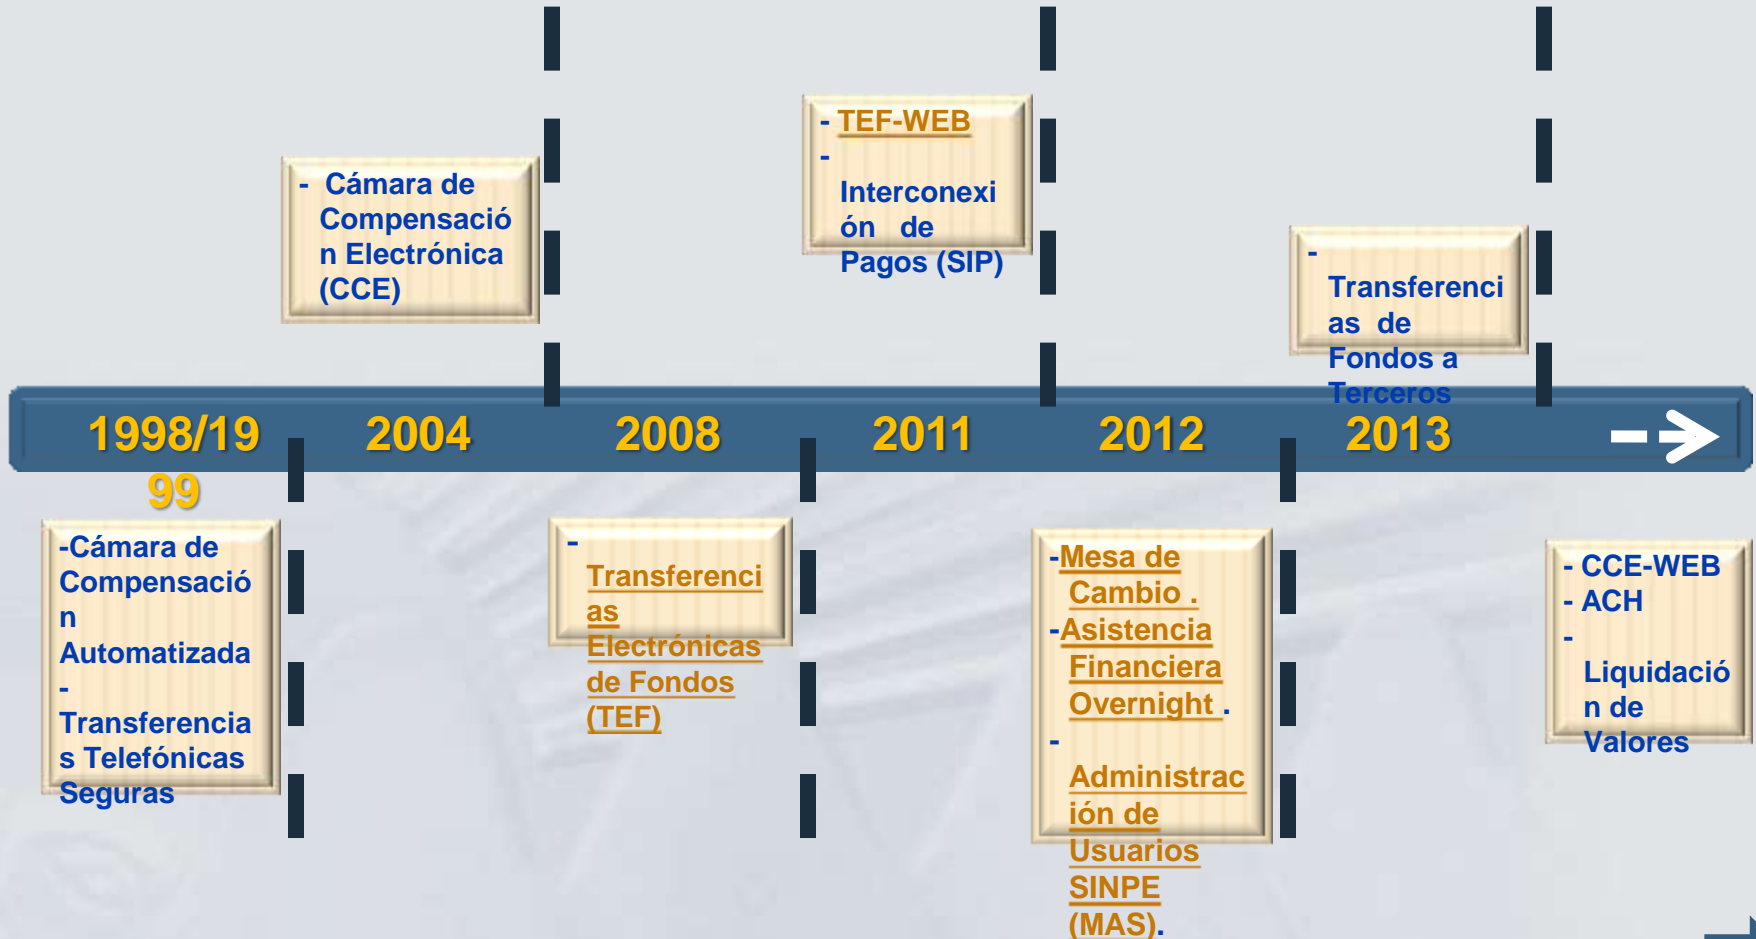 - TEF-WEB
-
Interconexi
ón de
Pagos (SIP)
- Cámara de
Compensació
n Electrónica
(CCE)
-
Transferenci
as de
Fondos a
Terceros
1998/19
99
2004
2008
2011
2012
2013
-Cámara de
Compensació
n
Automatizada
-
Transferencia
s Telefónicas
Seguras
-
Transferenci
as
Electrónicas
de Fondos
(TEF)
-Mesa de
Cambio .
-Asistencia
Financiera
Overnight .
-
Administrac
ión de
Usuarios
SINPE
(MAS).
- CCE-WEB
- ACH
-
Liquidació
n de
Valores